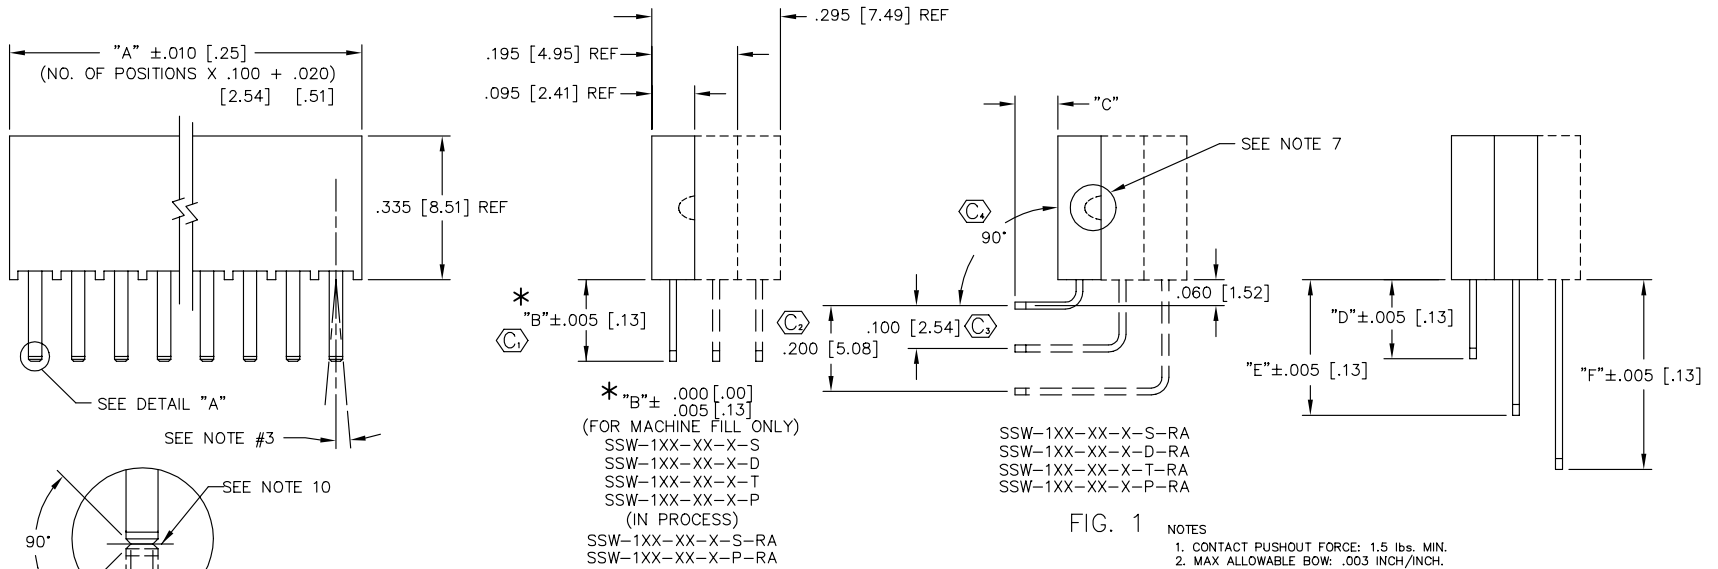 "A" ±.010 [.25]
(NO. OF POSITIONS X .100 + .020)
[2.54] [.51]
.335 [8.51] REF
SEE DETAIL "A"
SEE NOTE #3
SEE NOTE 10
90°
.295 [7.49] REF
.195 [4.95] REF
.095 [2.41] REF
*
"B"±.005 [.13]
C1
* "B"± .000 [.00]
.005 [.13]
(FOR MACHINE FILL ONLY)
SSW-1XX-XX-X-S
SSW-1XX-XX-X-D
SSW-1XX-XX-X-T
SSW-1XX-XX-X-P
(IN PROCESS)
SSW-1XX-XX-X-S-RA
SSW-1XX-XX-X-P-RA
"C"
SEE NOTE 7
C4
90°
.060 [1.52]
C2
.100 [2.54] C3
.200 [5.08]
SSW-1XX-XX-X-S-RA
SSW-1XX-XX-X-D-RA
SSW-1XX-XX-X-T-RA
SSW-1XX-XX-X-P-RA
FIG. 1
"D"±.005 [.13]
"E"±.005 [.13]
"F"±.005 [.13]
NOTES
1. CONTACT PUSHOUT FORCE: 1.5 lbs. MIN.
2. MAX ALLOWABLE BOW: .003 INCH/INCH.